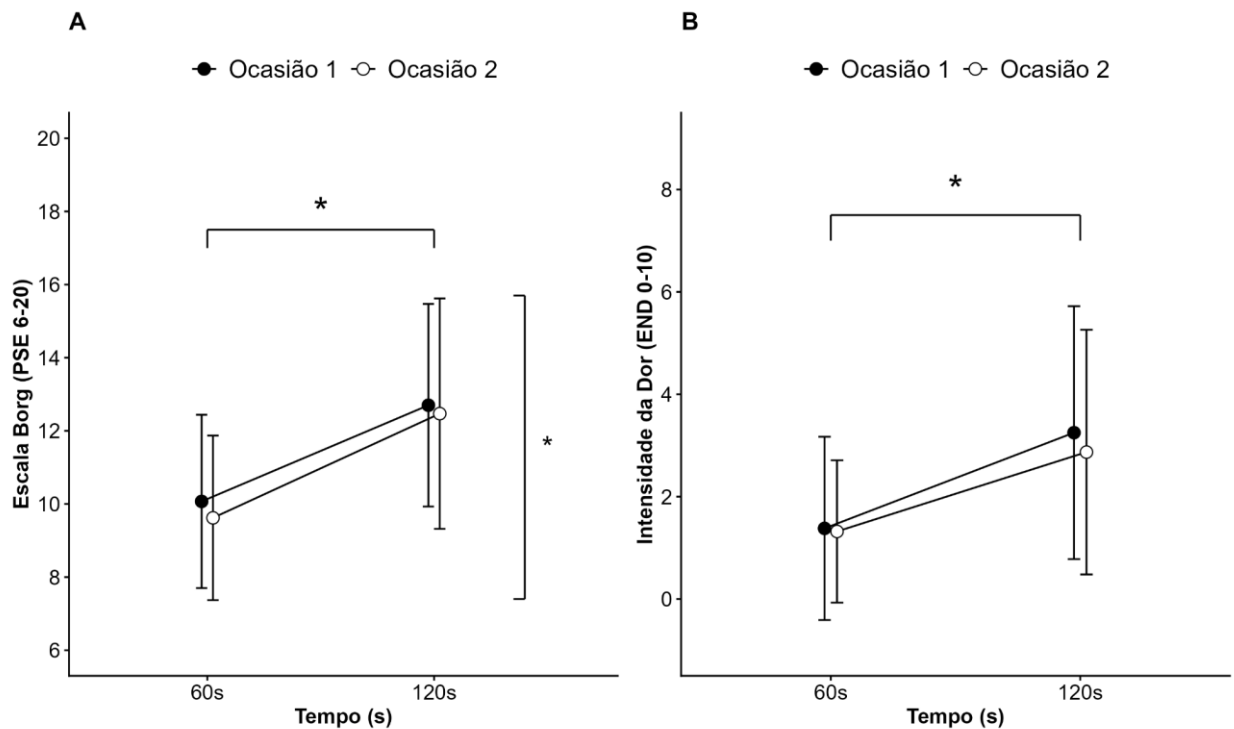 A
Ocasião 1 Ocasião 2
20
18
16
14
12
10
8
6
*
*
Escala Borg (PSE 6-20)
60s 120s
Tempo (s)
B
Ocasião 1 Ocasião 2
8
6
4
2
0
*
Intensidade da Dor (END 0-10)
60s 120s
Tempo (s)